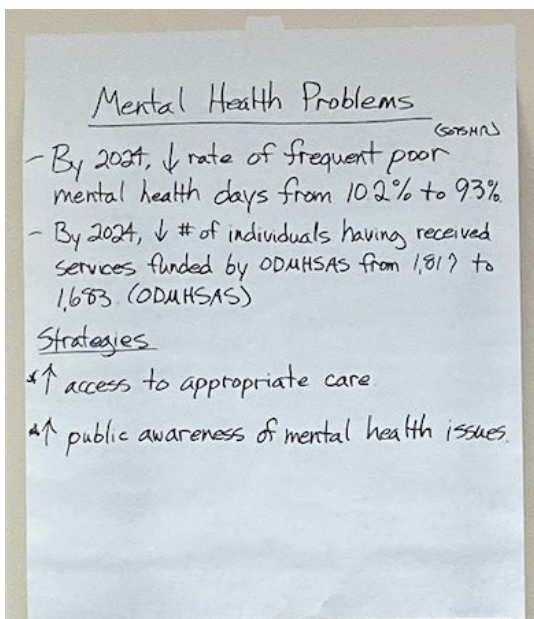 Mental Health Problems
(SOTSHR)
- By 2024, ↓ rate of frequent poor
mental health days from 10.2% to 9.3%.
- By 2024, ↓ # of individuals having received
services funded by ODMHSAS from 1,817 to
1,683. (ODMHSAS)
Strategies
*↑ access to appropriate care
*↑ public awareness of mental health issues.